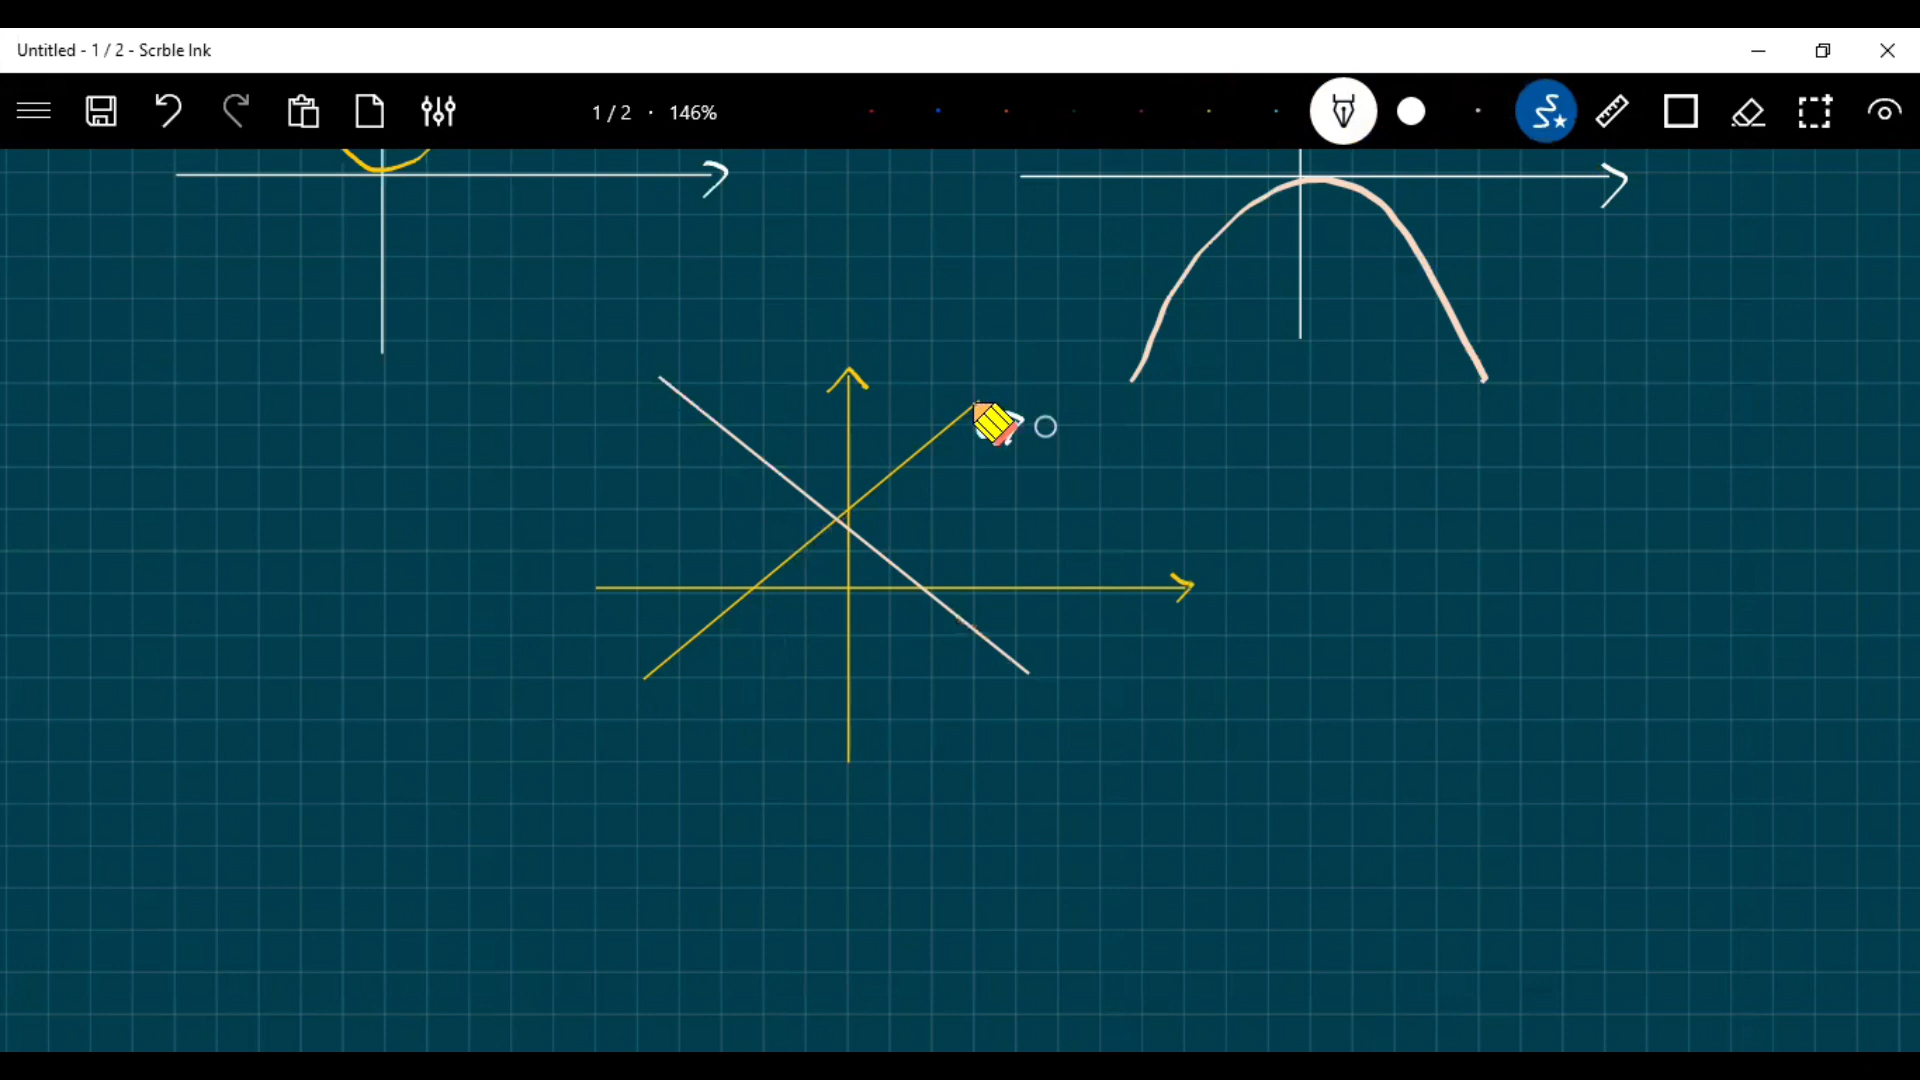 Untitled - 1 / 2 - Scrble Ink
1 / 2 · 146%